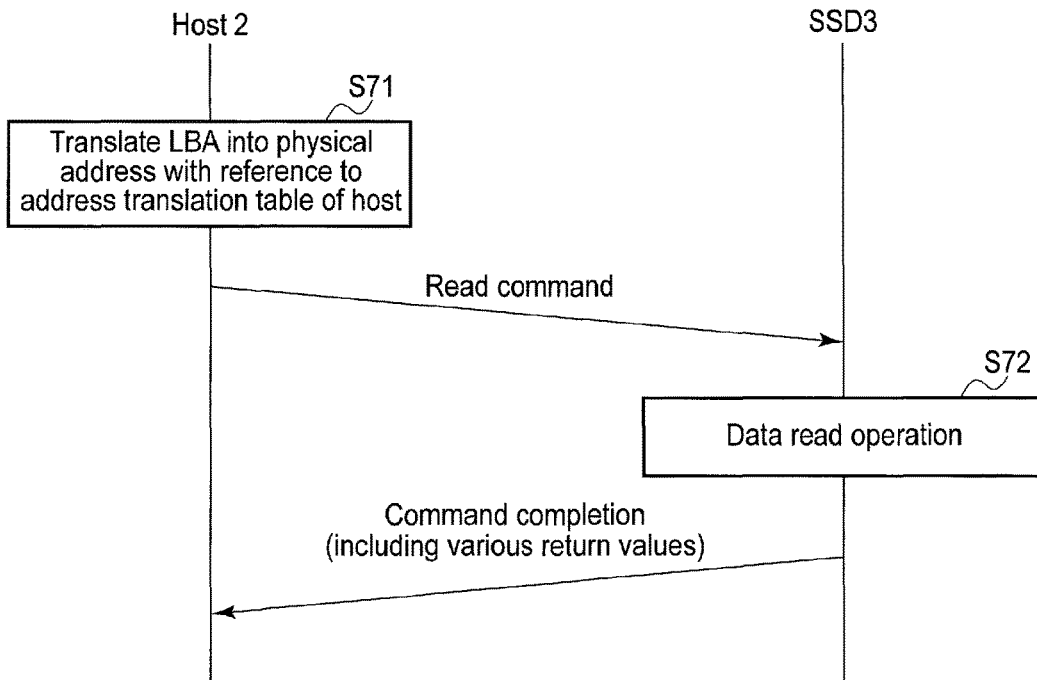 Host 2
SSD3
S71
Translate LBA into physical
address with reference to
address translation table of host
Read command
S72
Data read operation
Command completion
(including various return values)